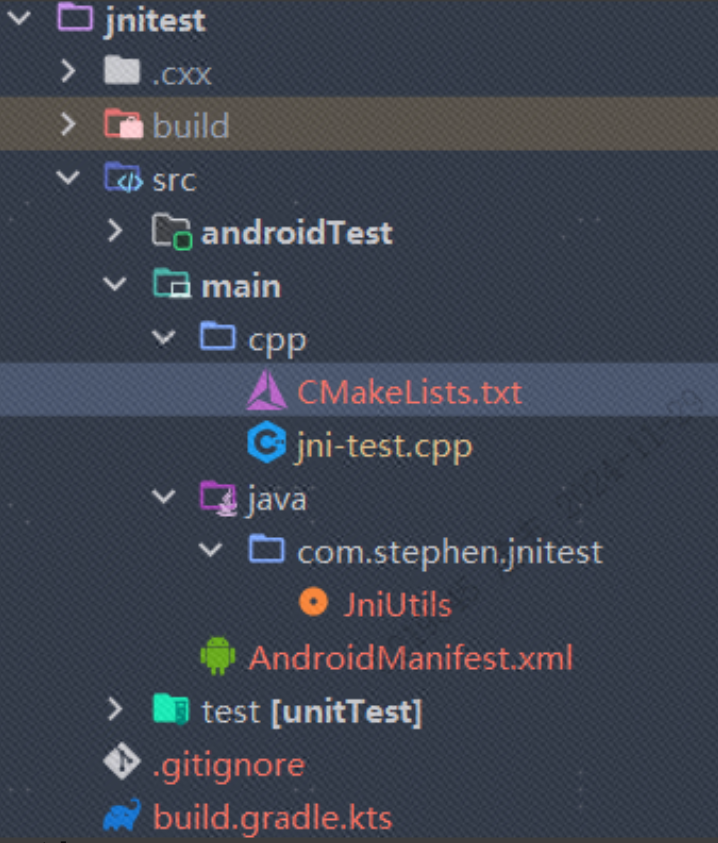 jnitest
.cxx
build
src
androidTest
main
cpp
CMakeLists.txt
jni-test.cpp
java
com.stephen.jnitest
JniUtils
AndroidManifest.xml
test [unitTest]
.gitignore
build.gradle.kts